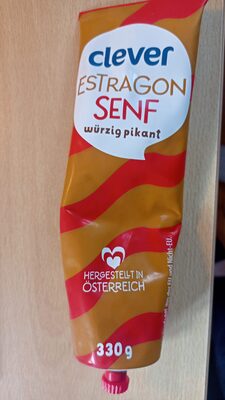 clever
ESTRAGON
SENF
würzig pikant
HERGESTELLT IN
ÖSTERREICH
330g